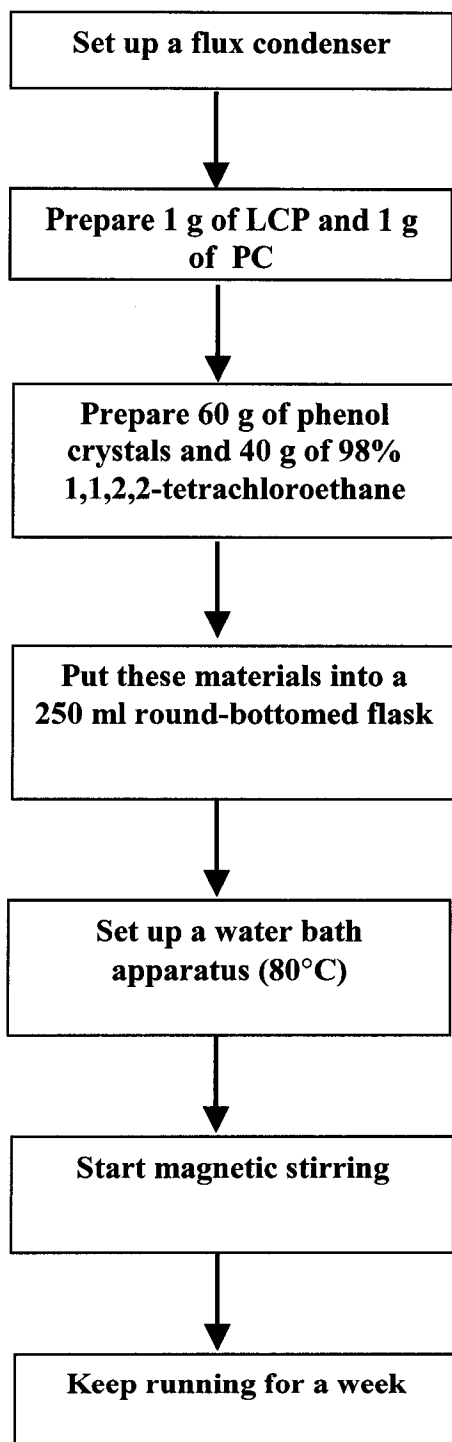 Set up a flux condenser
Prepare 1 g of LCP and 1 g
of PC
Prepare 60 g of phenol
crystals and 40 g of 98%
1,1,2,2-tetrachloroethane
Put these materials into a
250 ml round-bottomed flask
Set up a water bath
apparatus (80°C)
Start magnetic stirring
Keep running for a week